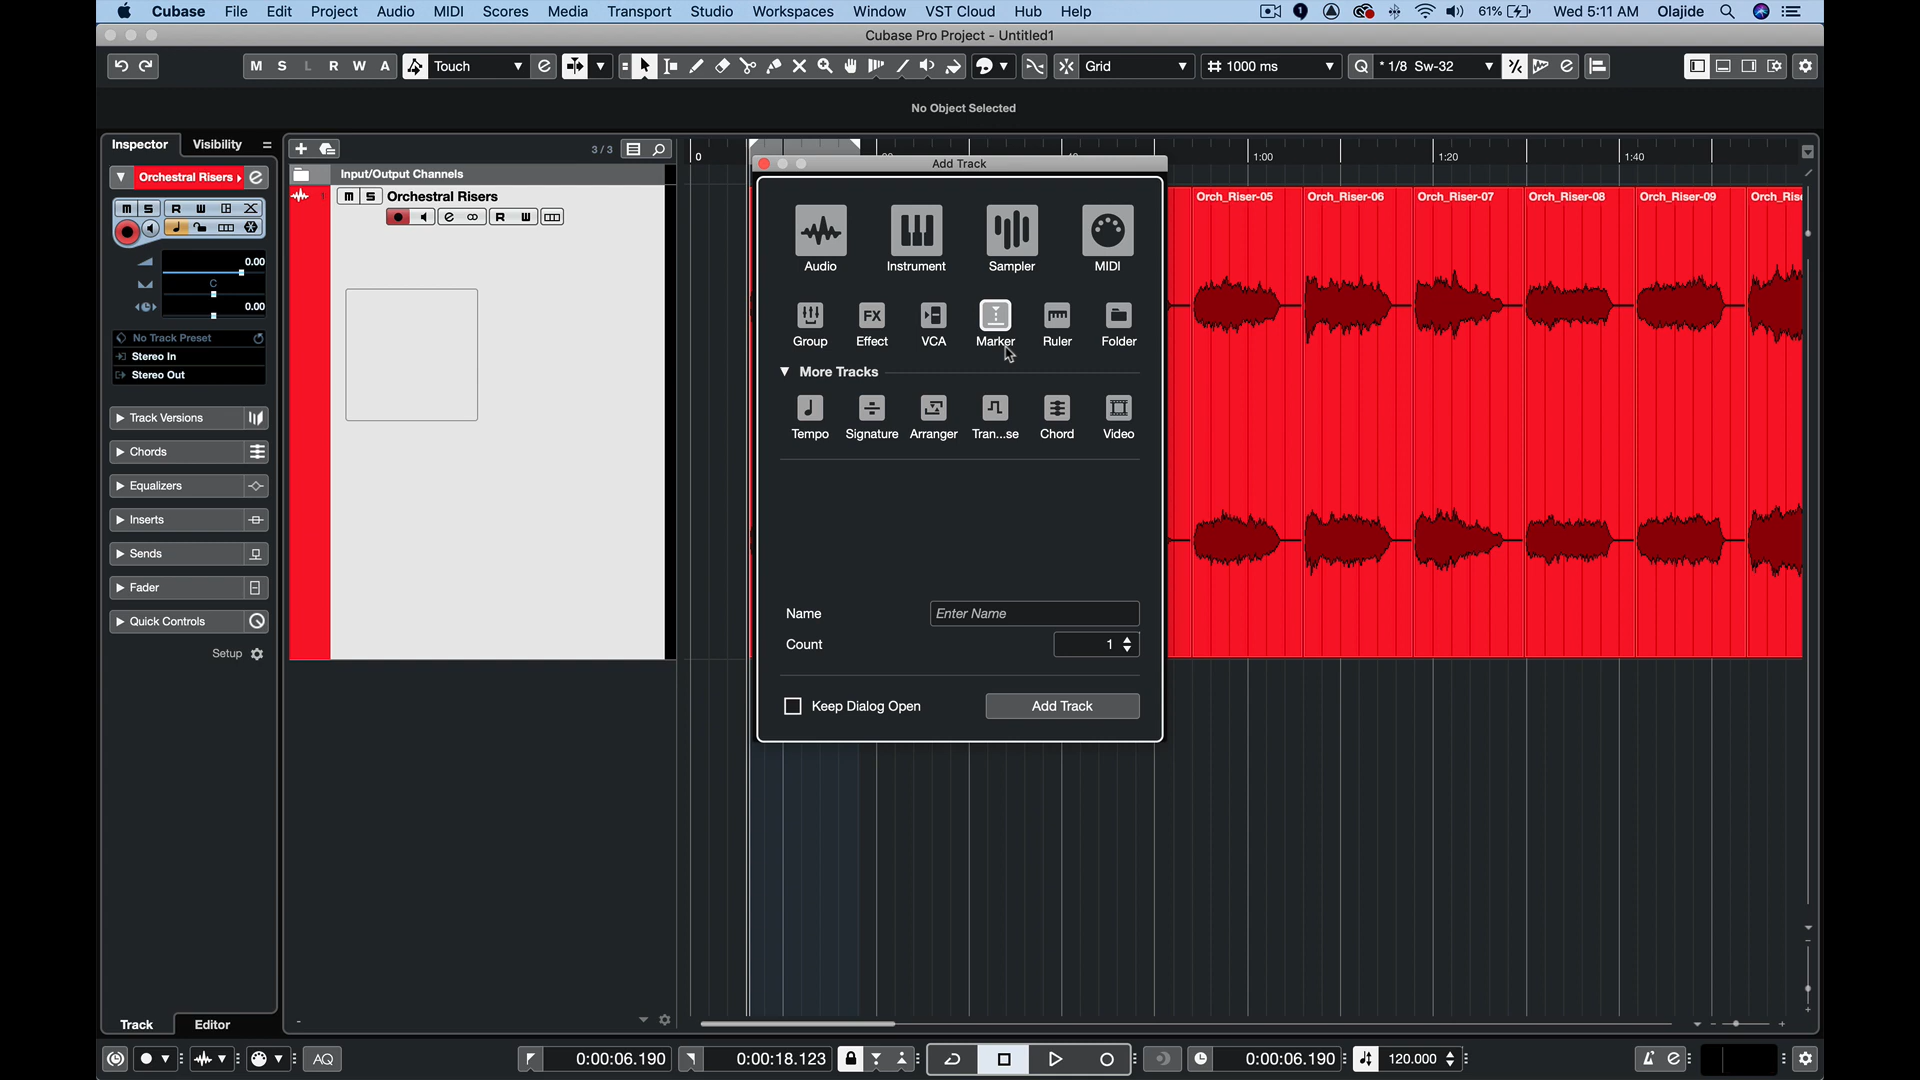 Cubase File Edit Project Audio MIDI Scores Media Transport Studio Workspaces Window VST Cloud Hub Help 61% Wed 5:11 AM Olajide
Cubase Pro Project - Untitled1
M S L R W A Touch Grid 1000 ms Q * 1/8 Sw-32
No Object Selected
Inspector Visibility
3 / 3
0 1:00 1:20 1:40
Add Track
Input/Output Channels
Orchestral Risers
M S Orchestral Risers
Orch_Riser-05 Orch_Riser-06 Orch_Riser-07 Orch_Riser-08 Orch_Riser-09 Orch_Rise
M S R W
R W
0.00
C
0.00
No Track Preset
Stereo In
Stereo Out
Track Versions
Chords
Equalizers
Inserts
Sends
Fader
Quick Controls
Setup
Audio Instrument Sampler MIDI
FX
Group Effect VCA Marker Ruler Folder
More Tracks
Tempo Signature Arranger Tran...se Chord Video
Name Enter Name
Count 1
Keep Dialog Open Add Track
Track Editor
AQ 0:00:06.190 0:00:18.123 0:00:06.190 120.000